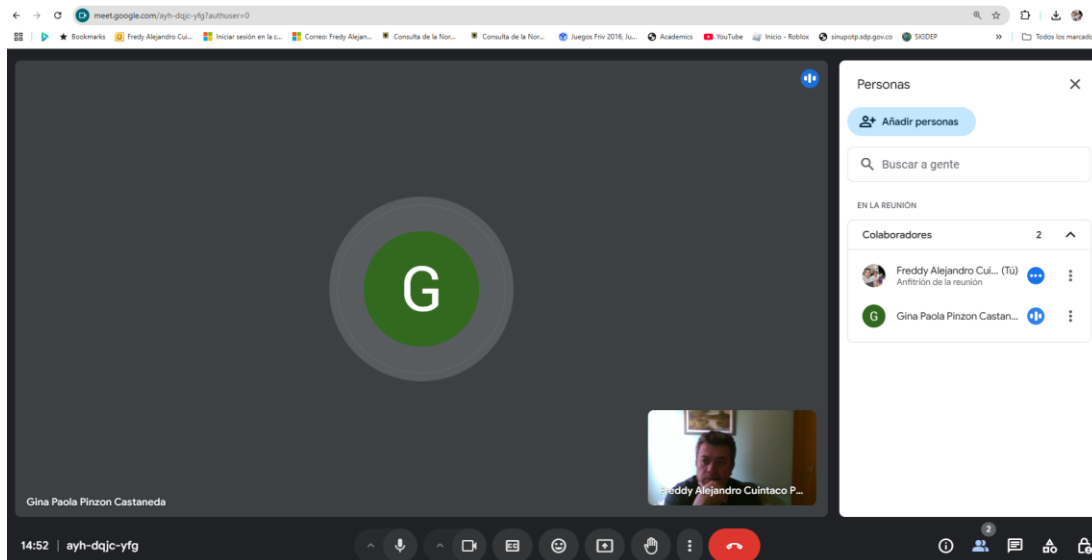 meet.google.com/ayh-dqjc-yfg?authuser=0
Bookmarks
Fredy Alejandro Cui...
Iniciar sesión en la c...
Correo: Fredy Alejan...
Consulta de la Nor...
Consulta de la Nor...
Juegos Friv 2016, Ju...
Academics
YouTube
Inicio - Roblox
sinupotp.sdp.gov.co
SIGDEP
»
Todos los marcado
Personas
Añadir personas
Buscar a gente
EN LA REUNIÓN
Colaboradores 2
Freddy Alejandro Cui... (Tú)
Anfitrión de la reunión
G Gina Paola Pinzon Castan...
G
Gina Paola Pinzon Castaneda
Freddy Alejandro Cuintaco P...
14:52 | ayh-dqjc-yfg
2